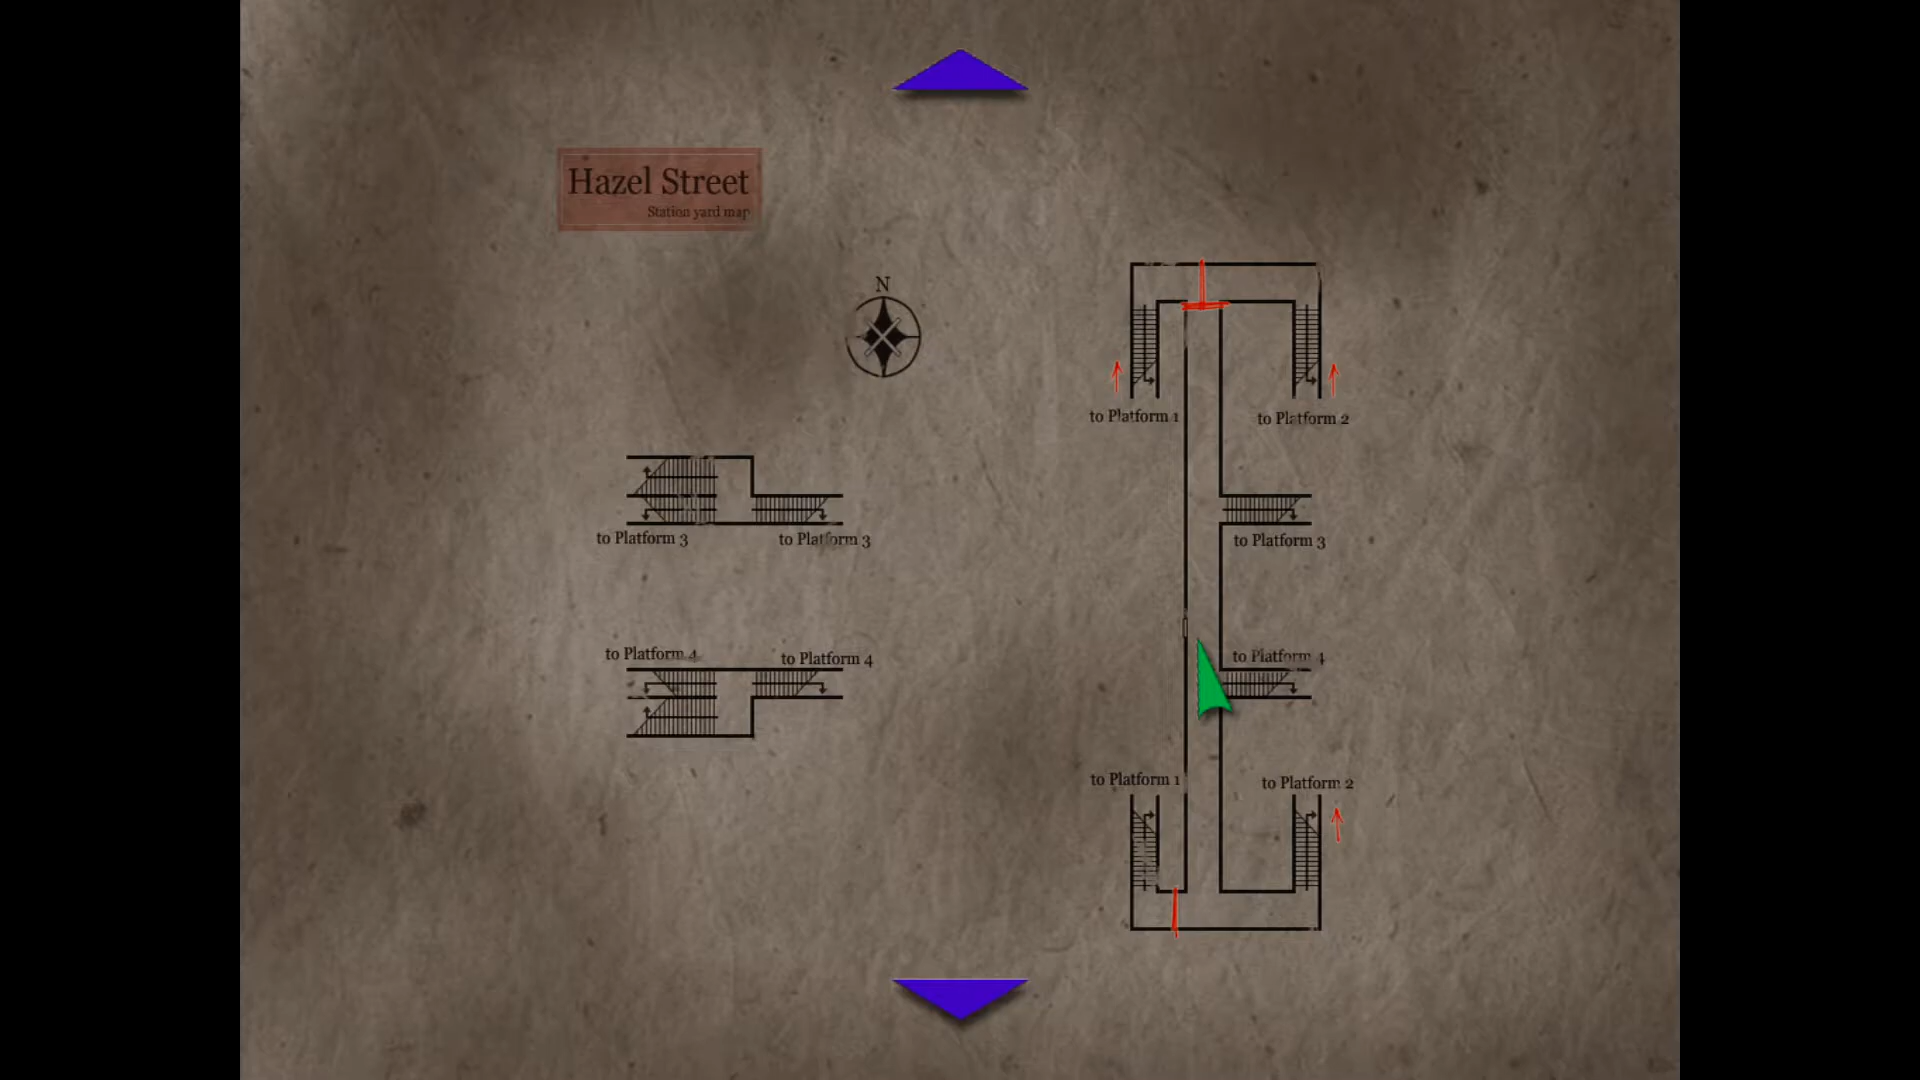 Hazel Street
Station yard map
N
to Platform 1
to Platform 2
to Platform 3
to Platform 3
to Platform 3
to Platform 4
to Platform 4
to Platform 4
to Platform 1
to Platform 2